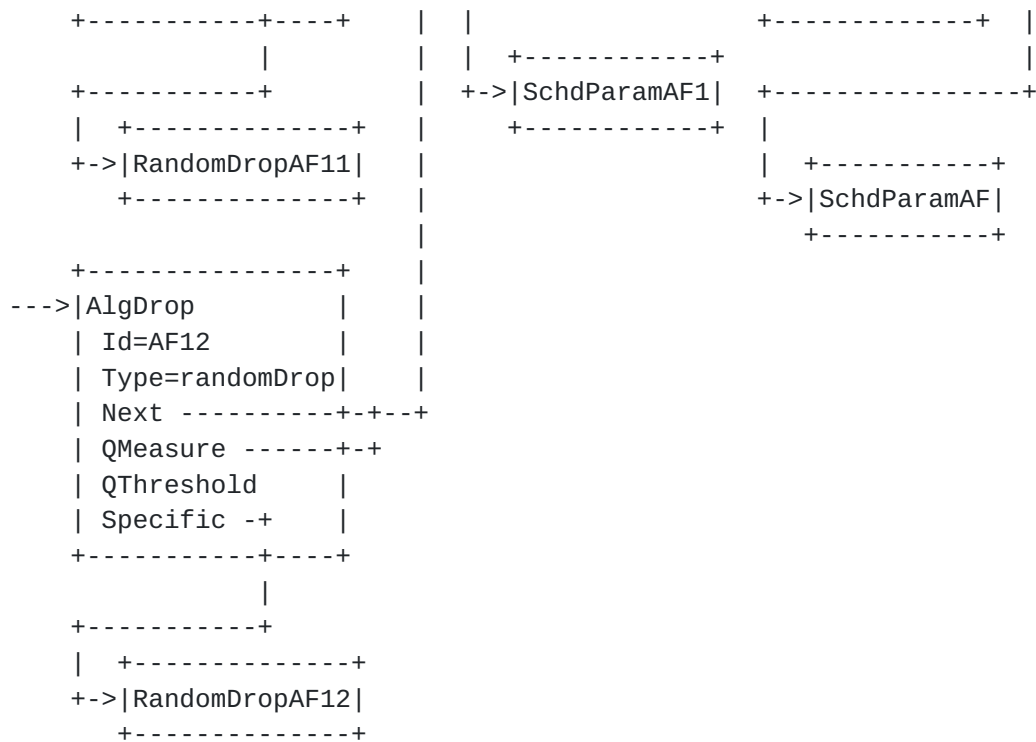 +-----------+----+     |  |                 +-------------+  |
            |          |  |  +------------+                  |
+-----------+          |  +->|SchdParamAF1|  +----------------+
|  +--------------+    |     +------------+  |
+->|RandomDropAF11|    |                     |  +-----------+
   +--------------+    |                     +->|SchdParamAF|
                       |                        +-----------+
+----------------+     |
--->|AlgDrop         |    |
| Id=AF12        |     |
| Type=randomDrop|     |
| Next ----------+-+--+
| QMeasure ------+-+
| QThreshold     |
| Specific -+    |
+-----------+----+
            |
+-----------+
|  +--------------+
+->|RandomDropAF12|
   +--------------+